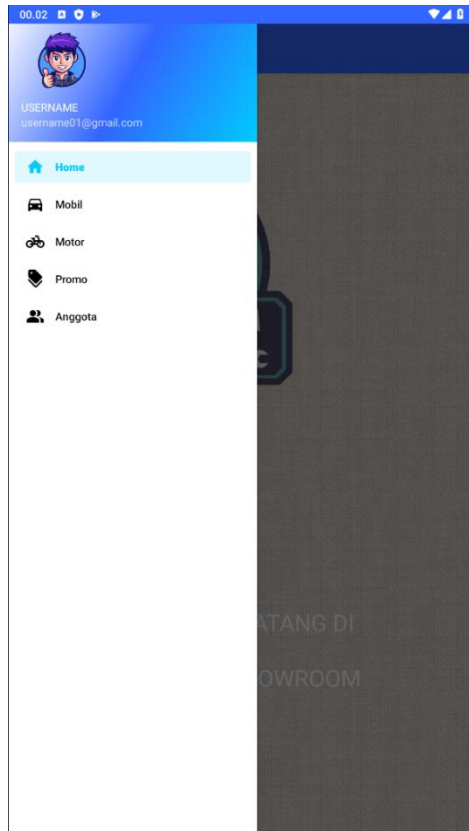 00.02
USERNAME
username01@gmail.com
Home
Mobil
Motor
Promo
Anggota
ATANG DI
OWROOM